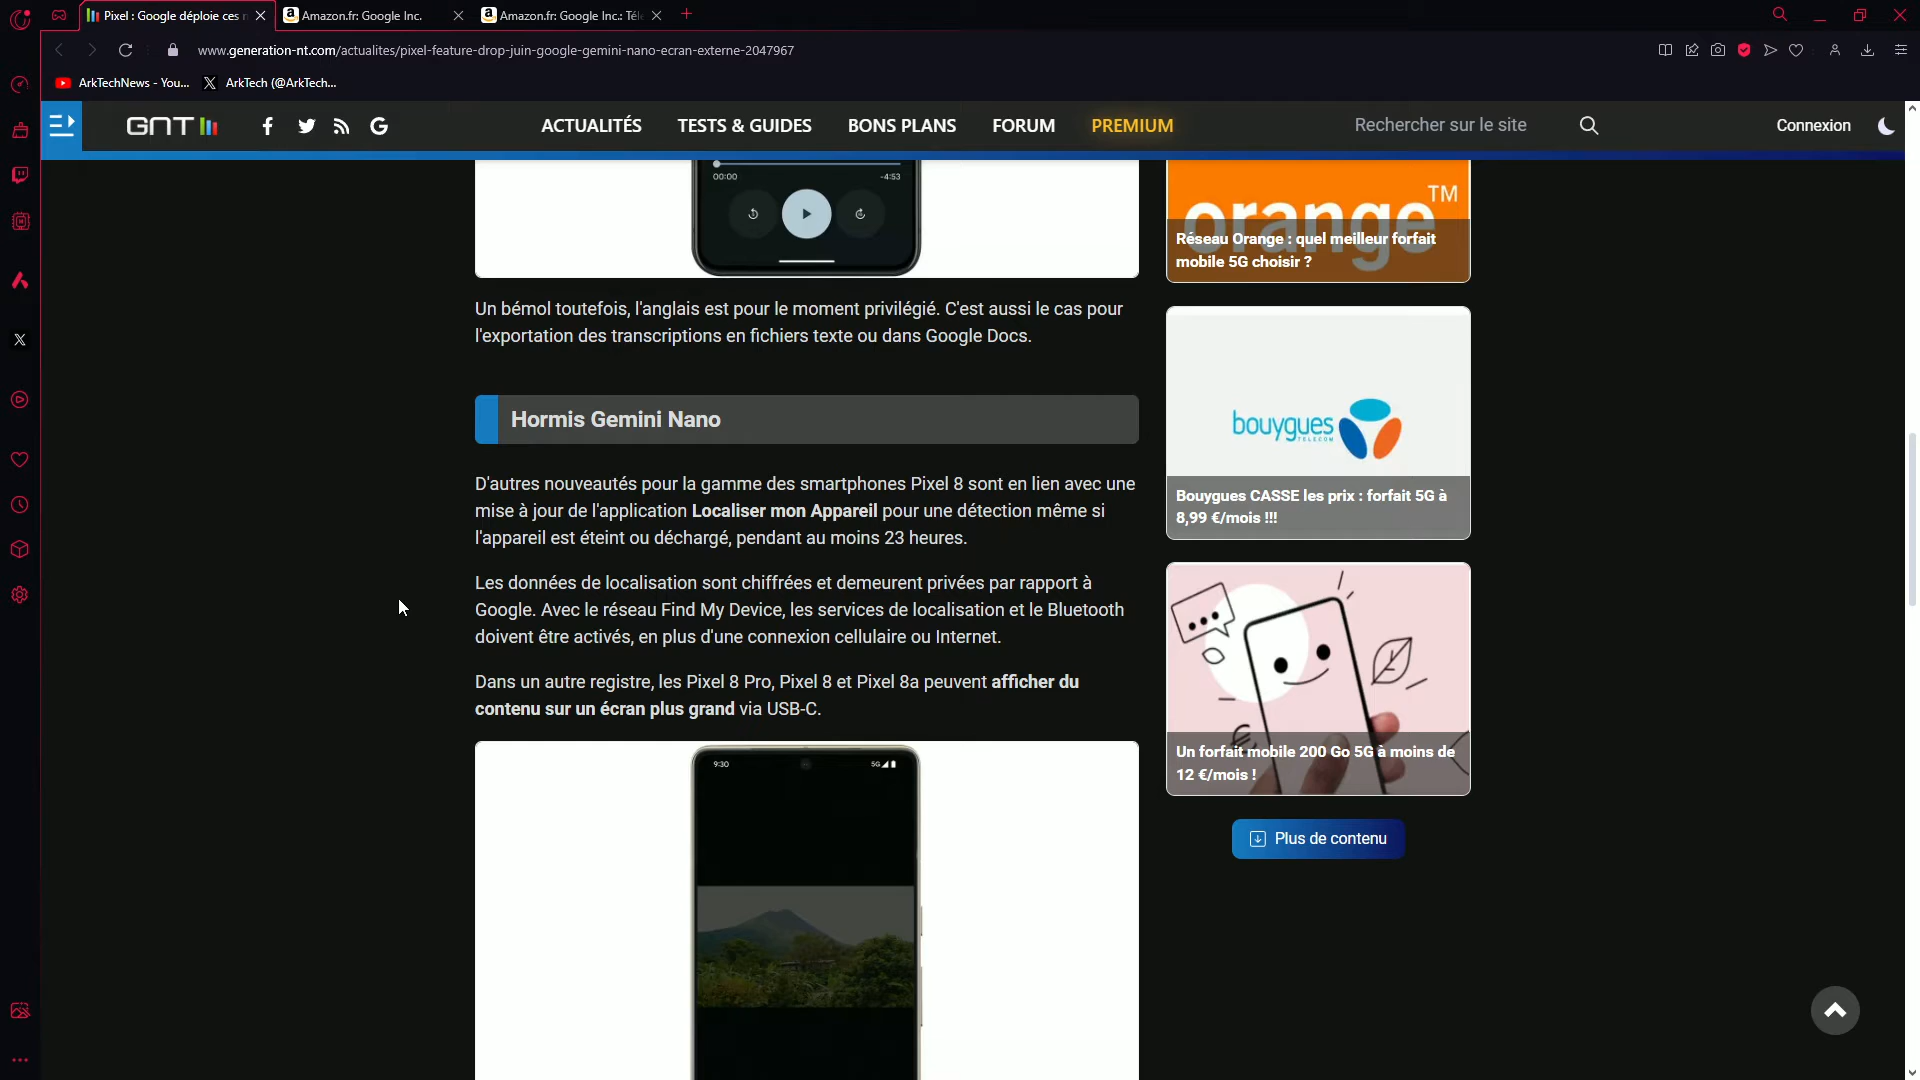 Pixel : Google déploie ces n
Amazon.fr: Google Inc.
Amazon.fr: Google Inc.: Tél
www.generation-nt.com/actualites/pixel-feature-drop-juin-google-gemini-nano-ecran-externe-2047967
ArkTechNews - You...
ArkTech (@ArkTech...
GNT
ACTUALITÉS
TESTS & GUIDES
BONS PLANS
FORUM
PREMIUM
Rechercher sur le site
Connexion
00:00
-4:53
Un bémol toutefois, l'anglais est pour le moment privilégié. C'est aussi le cas pour
l'exportation des transcriptions en fichiers texte ou dans Google Docs.
Hormis Gemini Nano
D'autres nouveautés pour la gamme des smartphones Pixel 8 sont en lien avec une
mise à jour de l'application Localiser mon Appareil pour une détection même si
l'appareil est éteint ou déchargé, pendant au moins 23 heures.
Les données de localisation sont chiffrées et demeurent privées par rapport à
Google. Avec le réseau Find My Device, les services de localisation et le Bluetooth
doivent être activés, en plus d'une connexion cellulaire ou Internet.
Dans un autre registre, les Pixel 8 Pro, Pixel 8 et Pixel 8a peuvent afficher du
contenu sur un écran plus grand via USB-C.
9:30
5G
orange
TM
Réseau Orange : quel meilleur forfait
mobile 5G choisir ?
bouygues
TELECOM
Bouygues CASSE les prix : forfait 5G à
8,99 €/mois !!!
€
Un forfait mobile 200 Go 5G à moins de
12 €/mois !
Plus de contenu